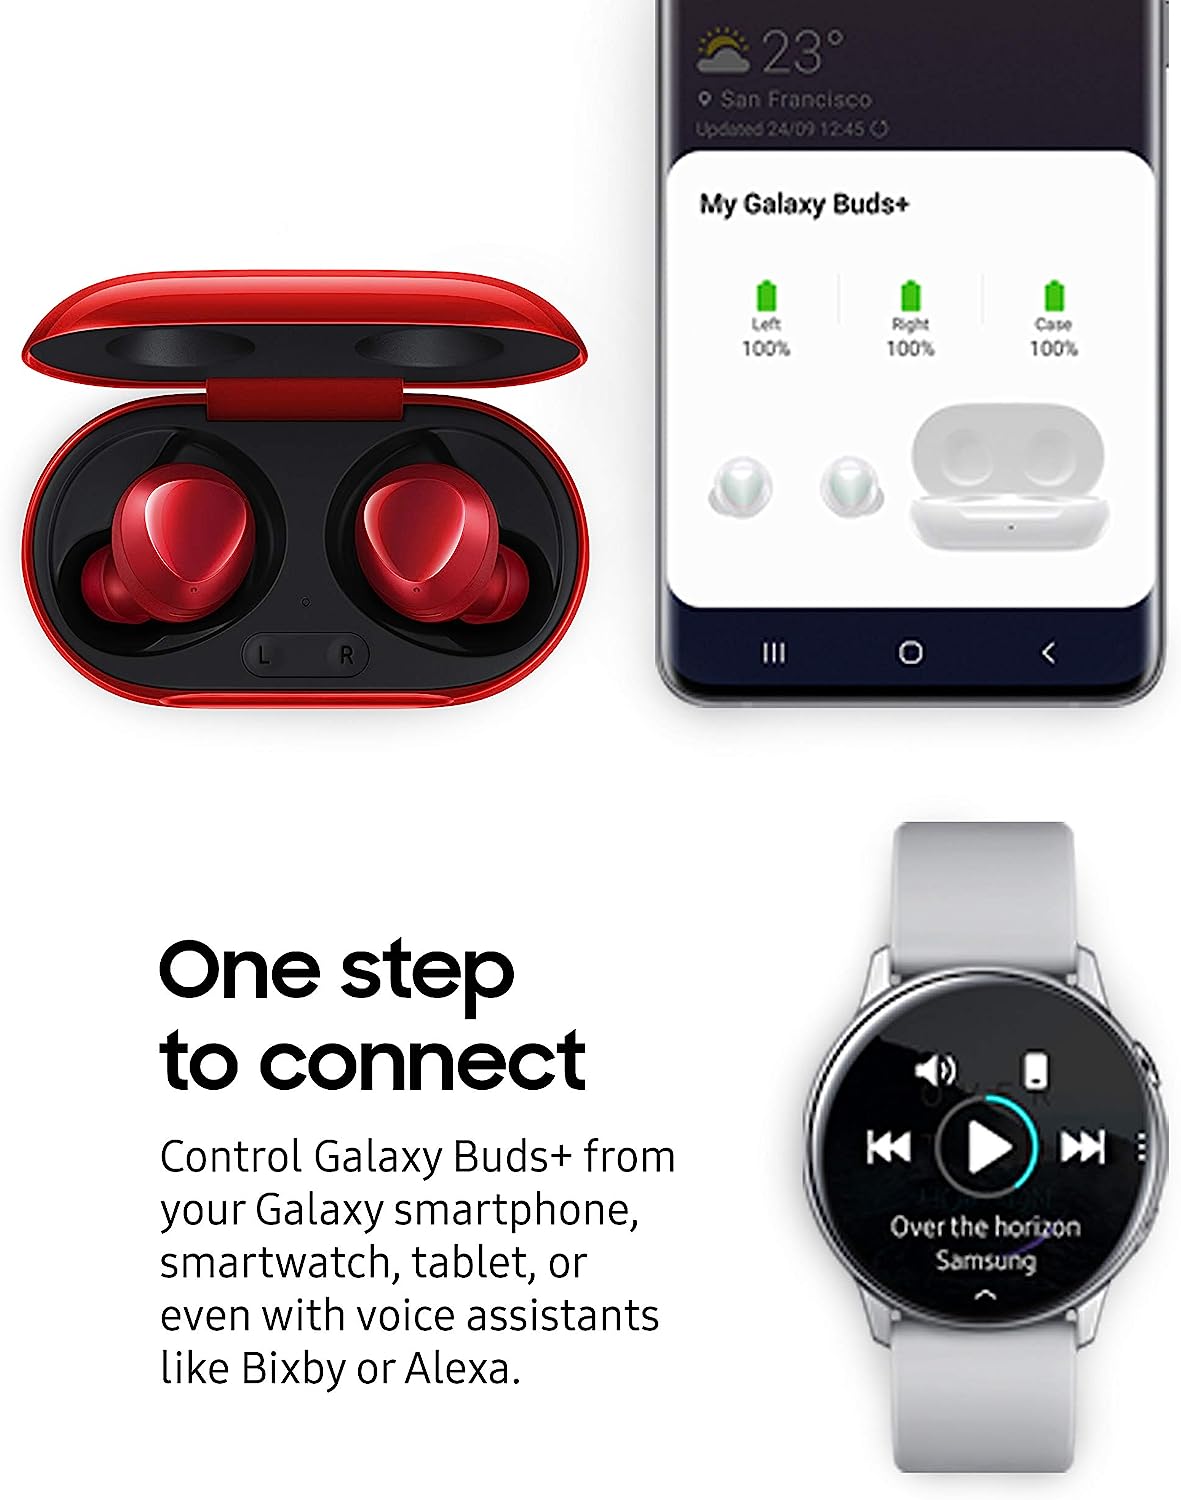 23°
San Francisco
Updated 24/09 12:45
My Galaxy Buds+
Left
Right
Case
100%
100%
100%
L
R
One step
to connect
Control Galaxy Buds+ from
your Galaxy smartphone,
smartwatch, tablet, or
even with voice assistants
like Bixby or Alexa.
Over the horizon
Samsung